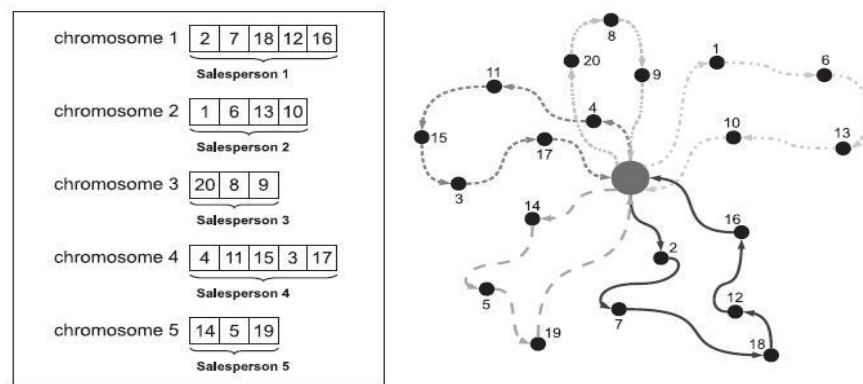 chromosome 1 2 7 18 12 16
Salesperson 1
chromosome 2 1 6 13 10
Salesperson 2
chromosome 3 20 8 9
Salesperson 3
chromosome 4 4 11 15 3 17
Salesperson 4
chromosome 5 14 5 19
Salesperson 5
8
1
6
20
9
11
4
10
13
15
17
3
14
16
2
5
12
7
19
18